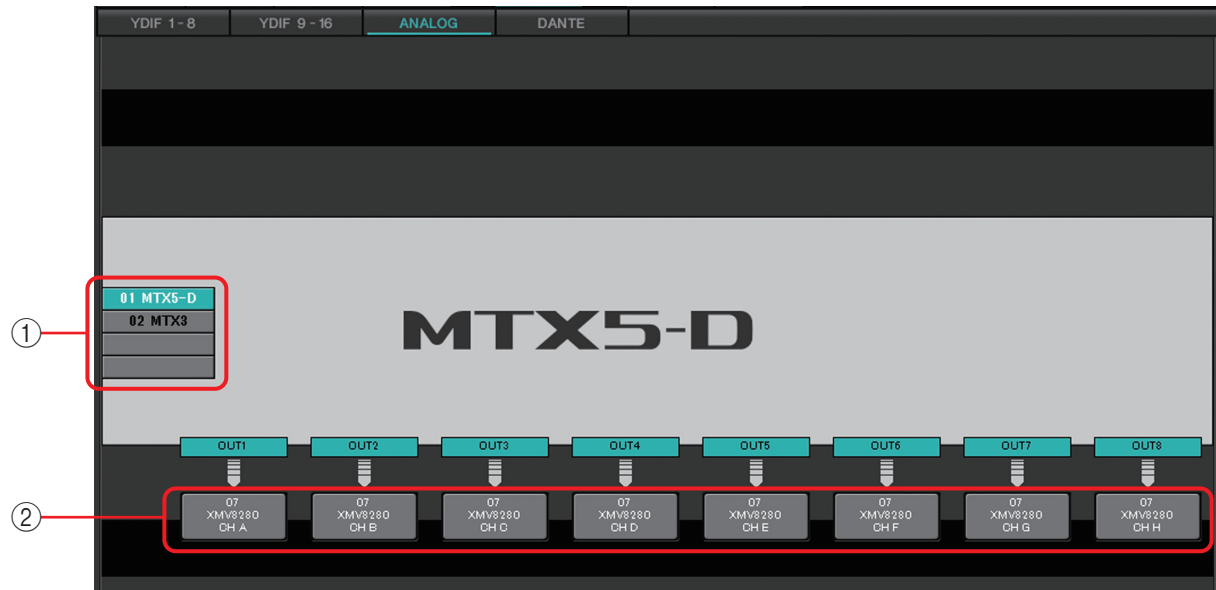 YDIF 1-8 YDIF 9-16 ANALOG DANTE
01 MTX5-D
02 MTX3
① MTX5-D
OUT1 OUT2 OUT3 OUT4 OUT5 OUT6 OUT7 OUT8
② 07 07 07 07 07 07 07 07
XMV8280 XMV8280 XMV8280 XMV8280 XMV8280 XMV8280 XMV8280 XMV8280
CH A CH B CH C CH D CH E CH F CH G CH H